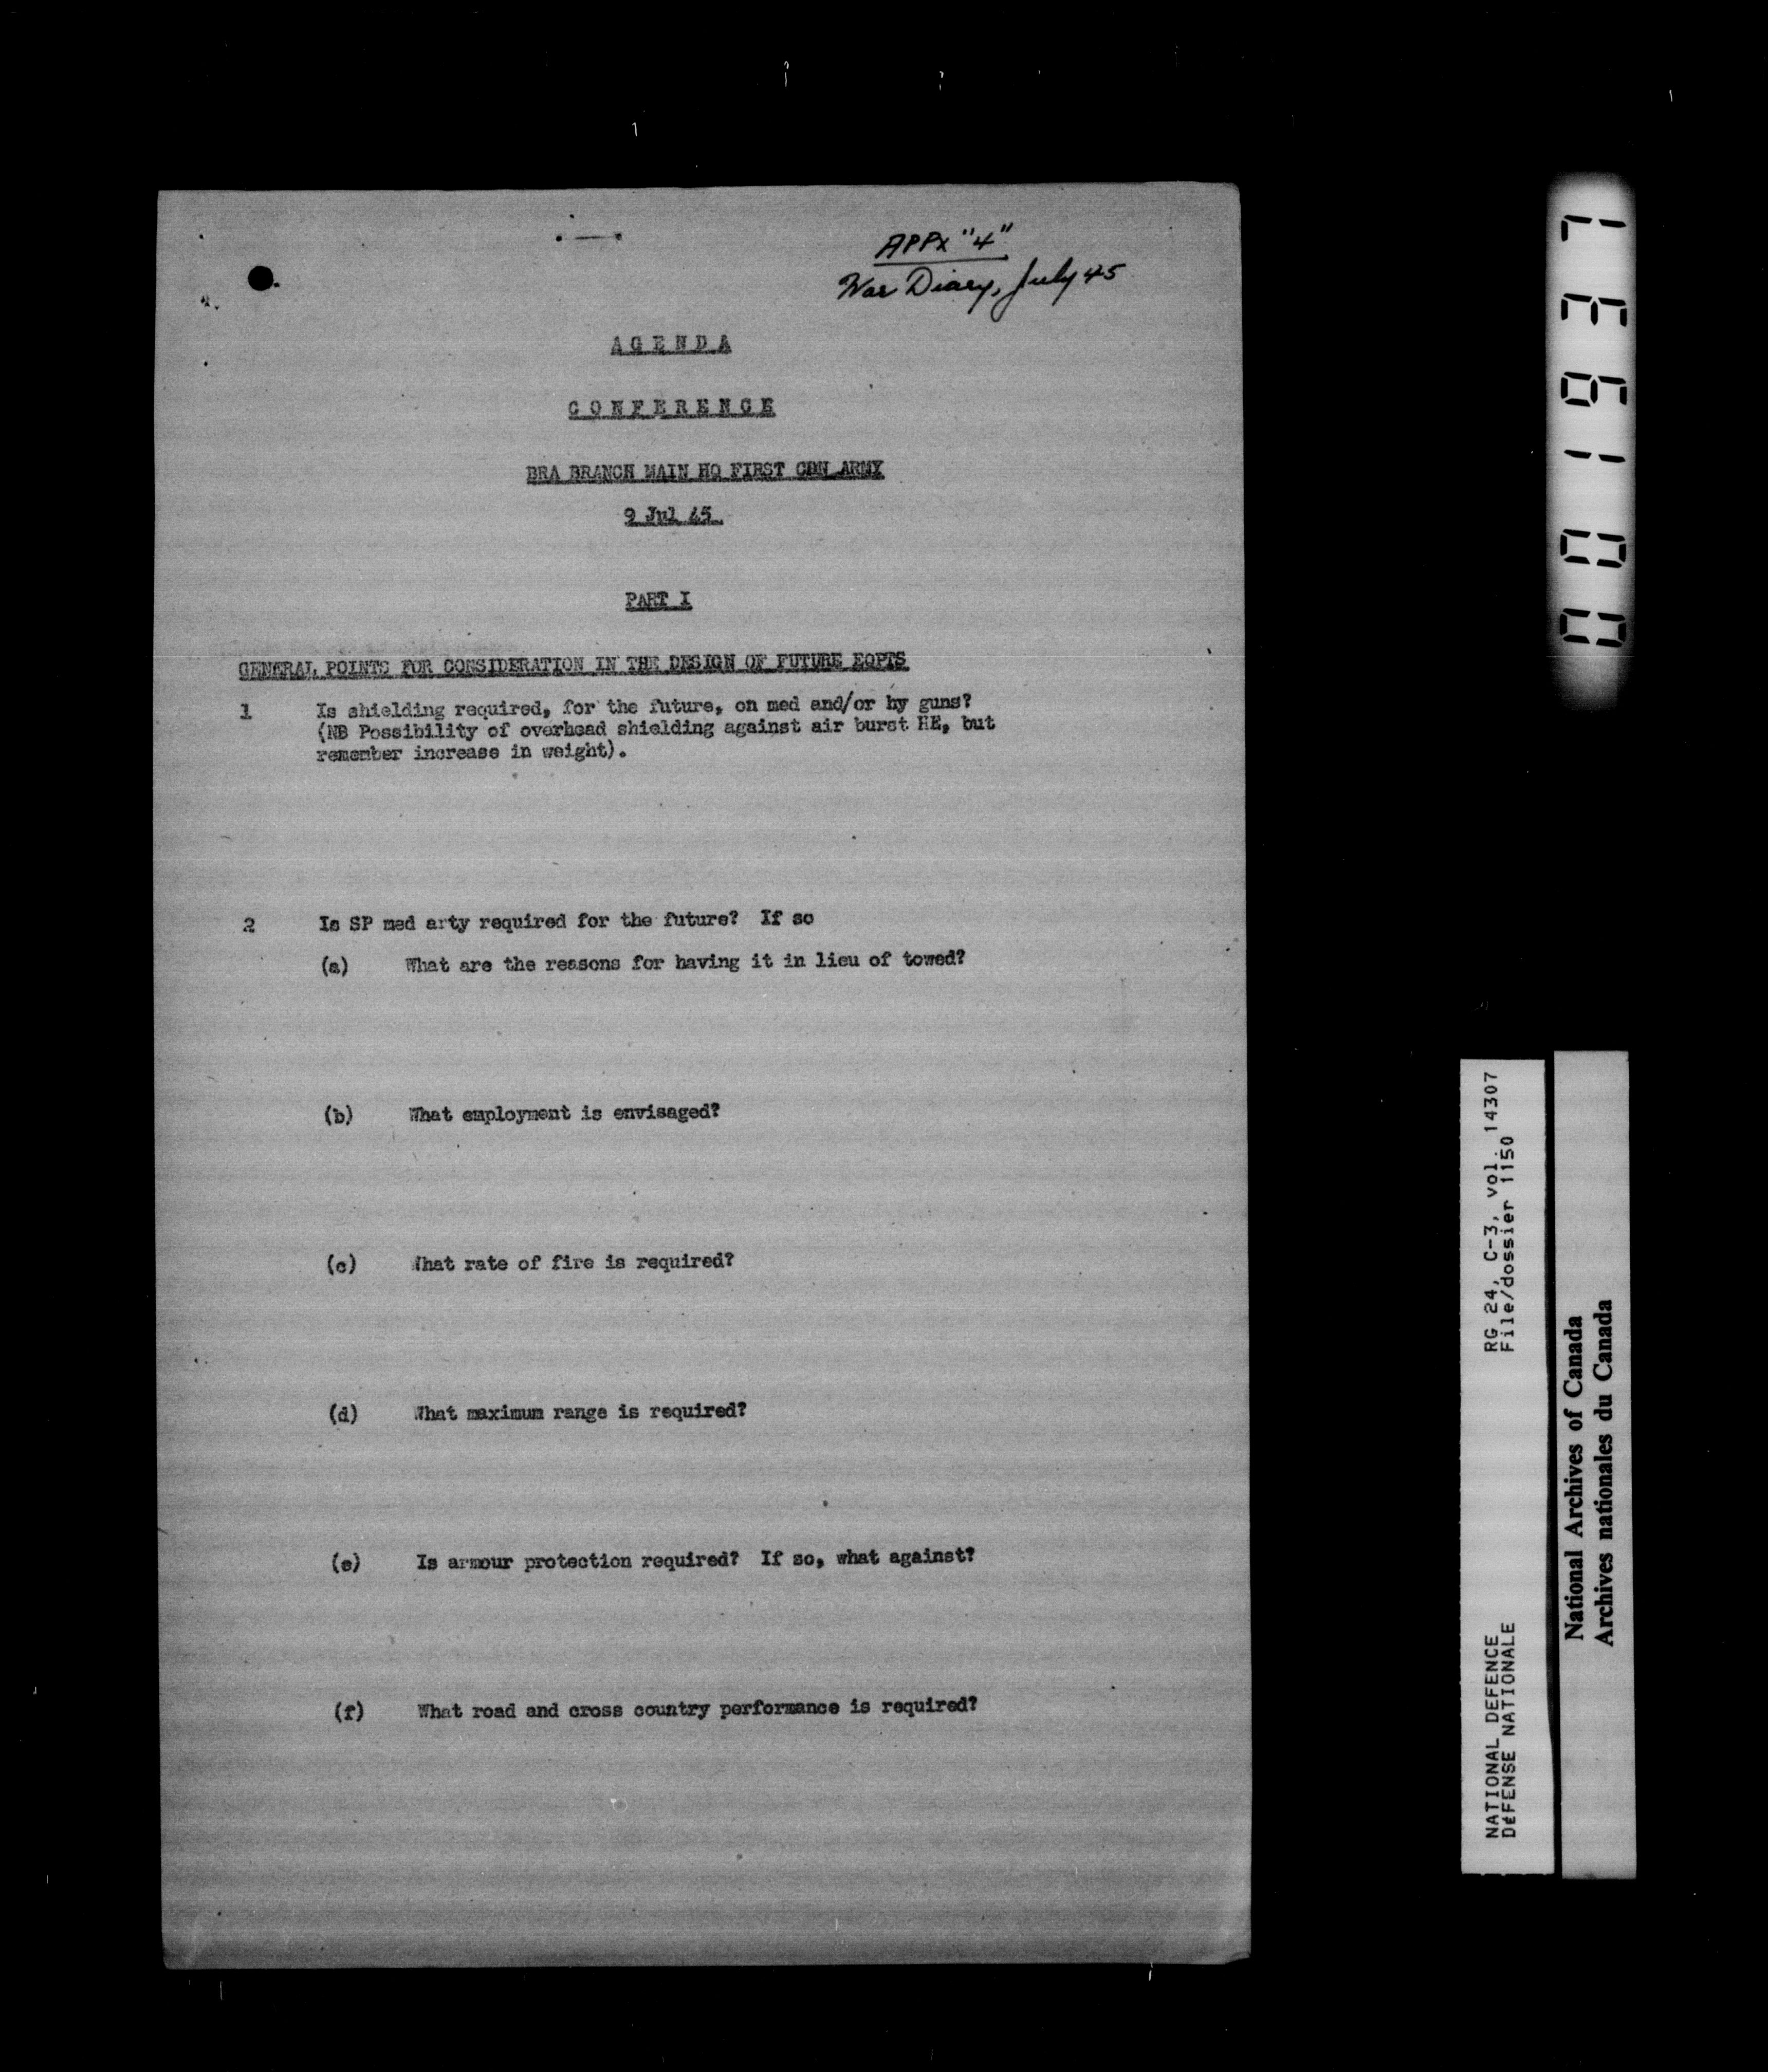 APPx "4"
War Diary, July 45
AGENDA
CONFERENCE
BRA BRANCH MAIN HQ FIRST CDN ARMY
9 Jul 45
PART I
GENERAL POINTS FOR CONSIDERATION IN THE DESIGN OF FUTURE EQPTS
1 Is shielding required, for the future, on med and/or hy guns?
(NB Possibility of overhead shielding against air burst HE, but
remember increase in weight).
2 Is SP med arty required for the future? If so
(a) What are the reasons for having it in lieu of towed?
(b) What employment is envisaged?
(c) What rate of fire is required?
(d) What maximum range is required?
(e) Is armour protection required? If so, what against?
(f) What road and cross country performance is required?
001937
NATIONAL DEFENCE RG 24, C-3, vol. 14307
DéFENSE NATIONALE File/dossier 1150
National Archives of Canada
Archives nationales du Canada